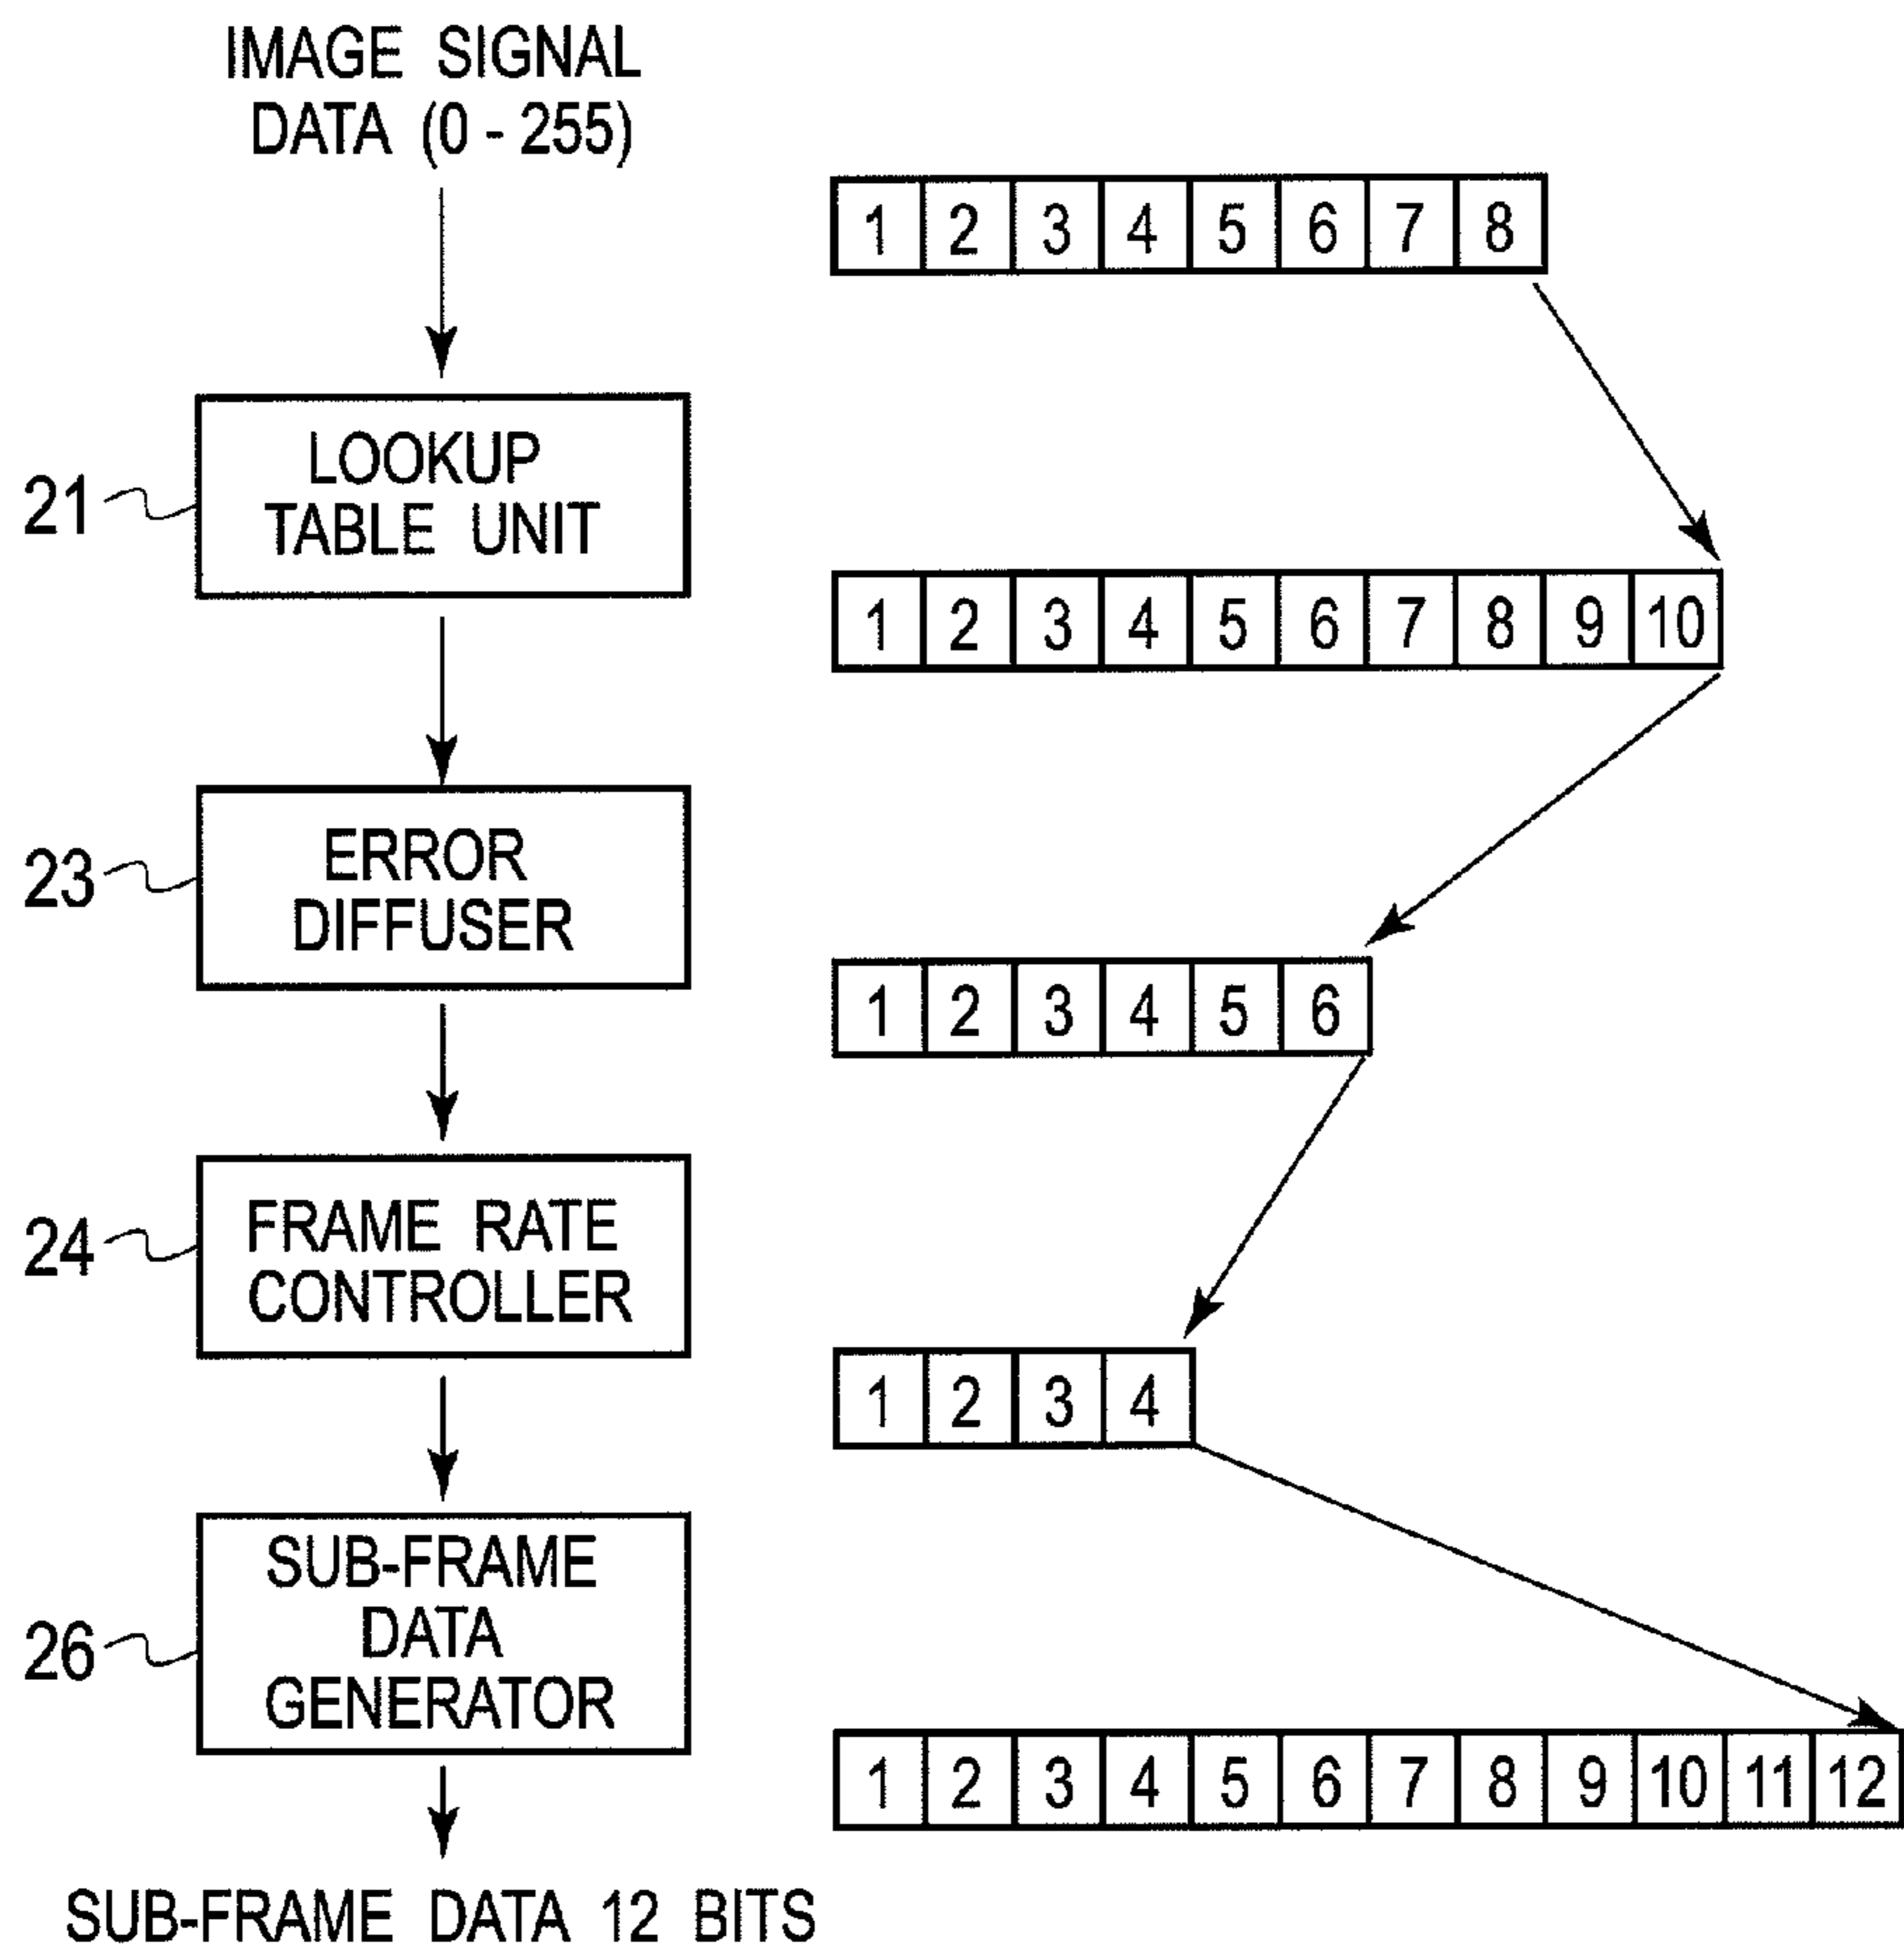 IMAGE SIGNAL
DATA (0 - 255)
1 2 3 4 5 6 7 8
21
LOOKUP
TABLE UNIT
1 2 3 4 5 6 7 8 9 10
23
ERROR
DIFFUSER
1 2 3 4 5 6
24
FRAME RATE
CONTROLLER
1 2 3 4
26
SUB-FRAME
DATA
GENERATOR
1 2 3 4 5 6 7 8 9 10 11 12
SUB-FRAME DATA 12 BITS